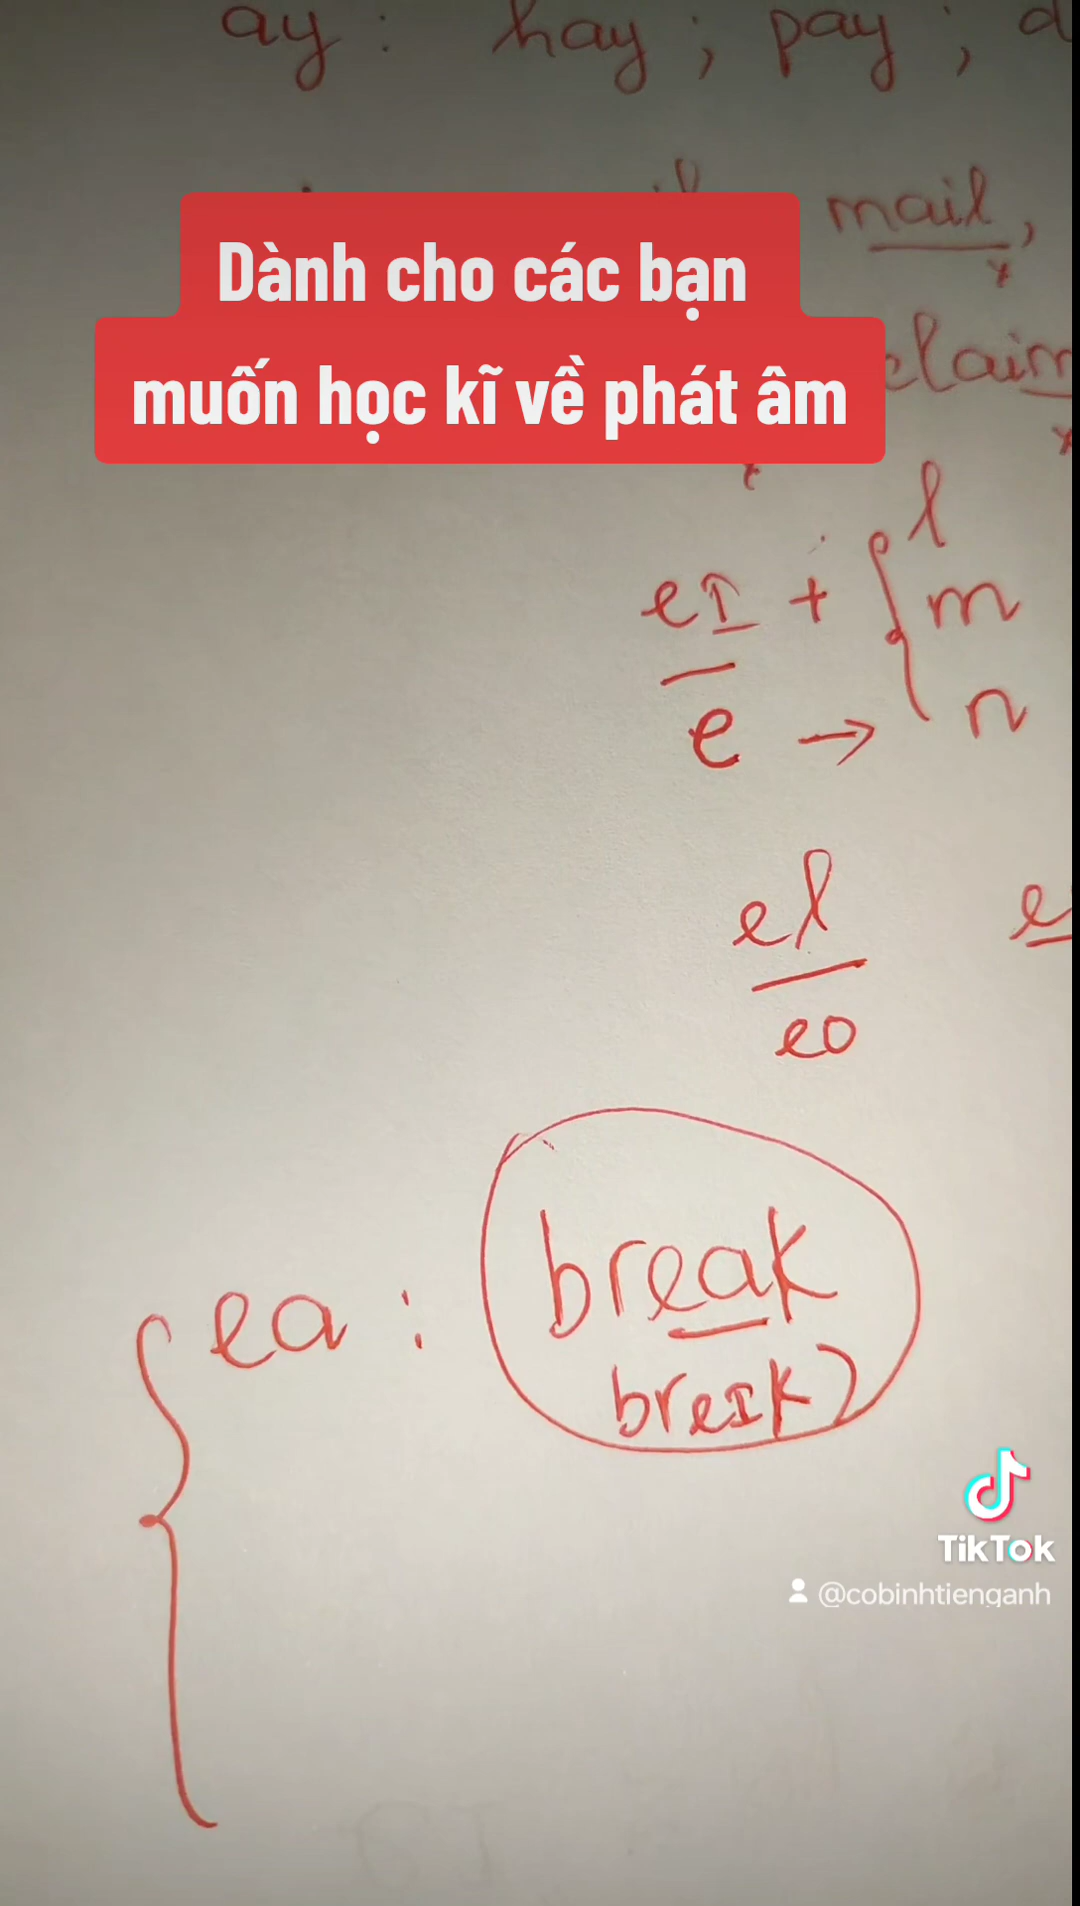 ay : hay ; pay ;
Dành cho các bạn
muốn học kĩ về phát âm
mail,
claim
eɪ + { l
m
e → n
el
eo
ea : break
breɪk
TikTok
@cobinhtienganh